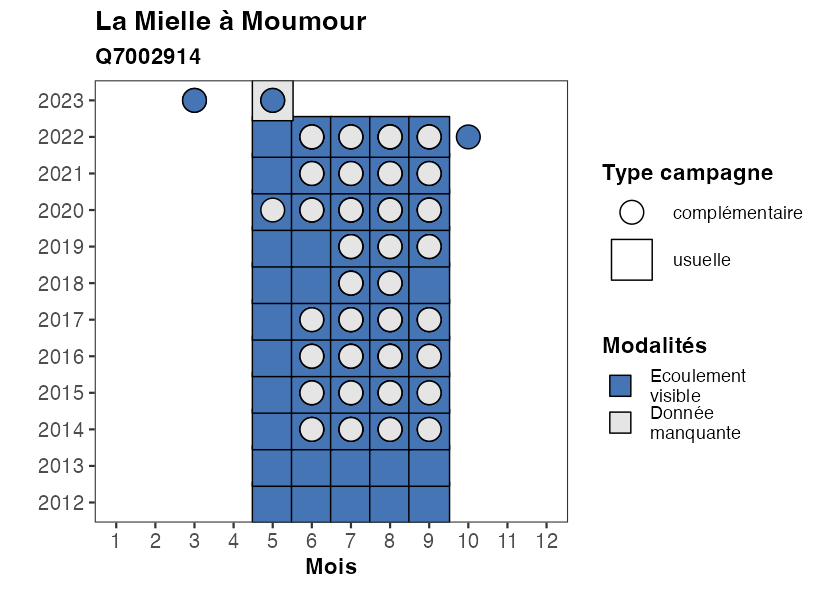 La Mielle à Moumour
Q7002914
2023
2022
2021
2020
2019
2018
2017
2016
2015
2014
2013
2012
1 2 3 4 5 6 7 8 9 10 11 12
Mois
Type campagne
complémentaire
usuelle
Modalités
Ecoulement
visible
Donnée
manquante